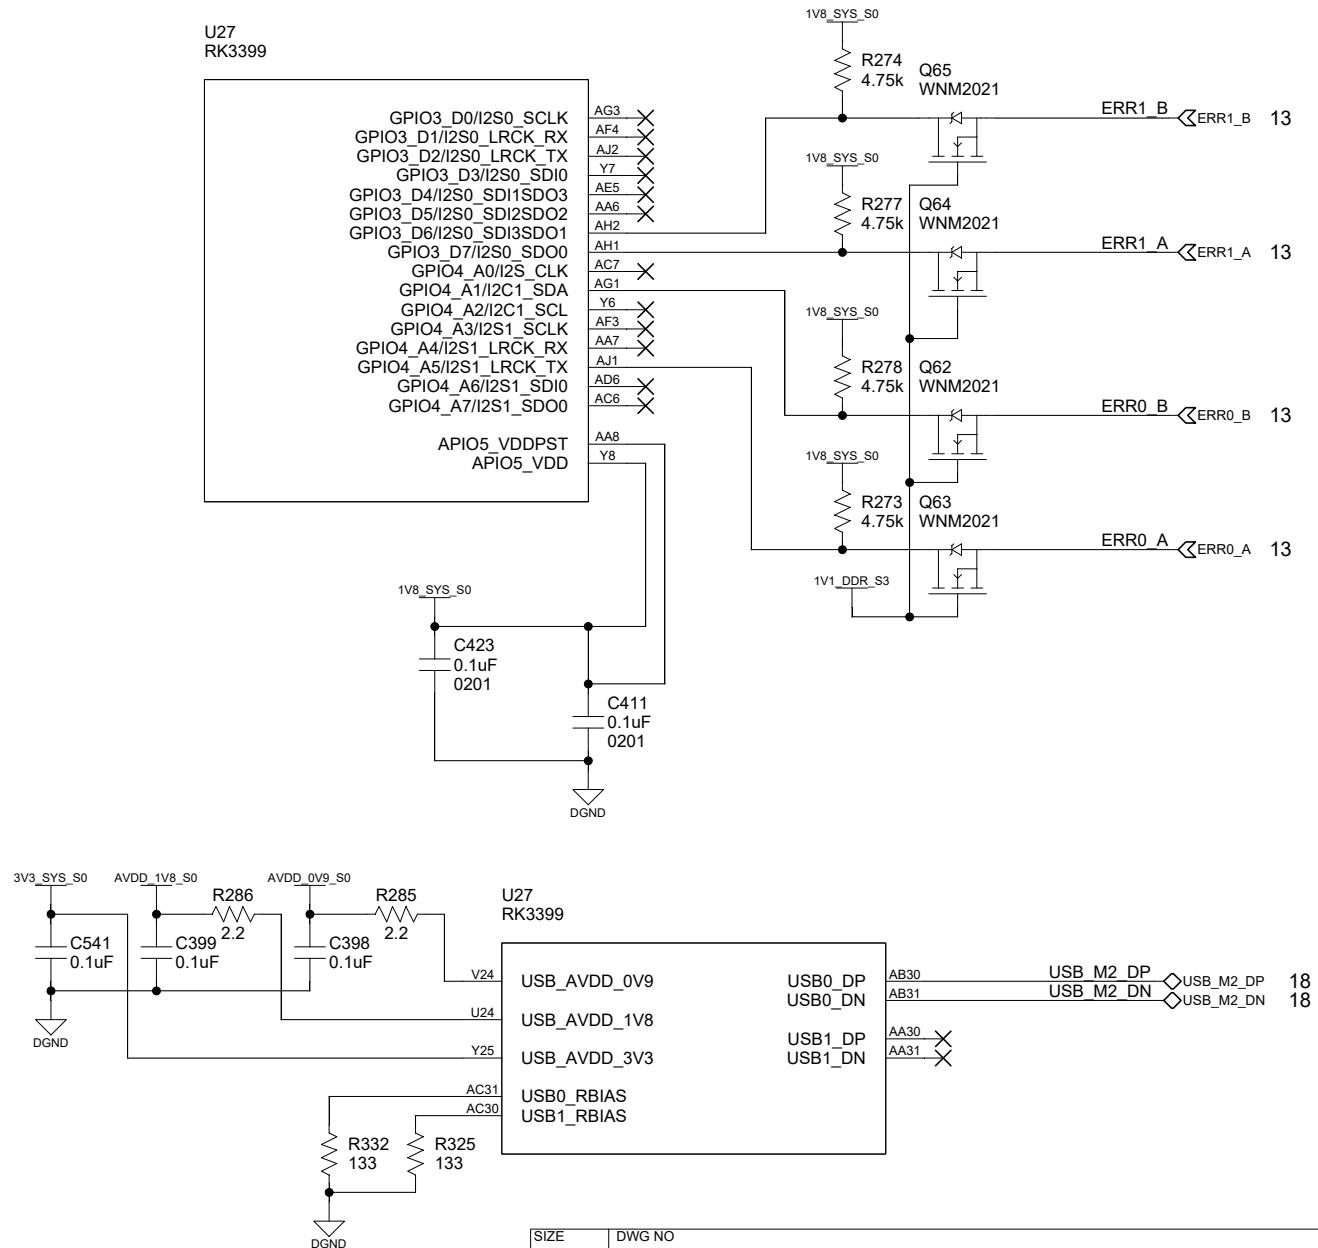 U27
RK3399
GPIO3_D0/I2S0_SCLK AG3
GPIO3_D1/I2S0_LRCK_RX AF4
GPIO3_D2/I2S0_LRCK_TX AJ2
GPIO3_D3/I2S0_SDI0 Y7
GPIO3_D4/I2S0_SDI1SDO3 AE5
GPIO3_D5/I2S0_SDI2SDO2 AA6
GPIO3_D6/I2S0_SDI3SDO1 AH2
GPIO3_D7/I2S0_SDO0 AH1
GPIO4_A0/I2S_CLK AC7
GPIO4_A1/I2C1_SDA AG1
GPIO4_A2/I2C1_SCL Y6
GPIO4_A3/I2S1_SCLK AF3
GPIO4_A4/I2S1_LRCK_RX AA7
GPIO4_A5/I2S1_LRCK_TX AJ1
GPIO4_A6/I2S1_SDI0 AD6
GPIO4_A7/I2S1_SDO0 AC6
APIO5_VDDPST AA8
APIO5_VDD Y8
1V8_SYS_S0
R274
4.75k
Q65
WNM2021
ERR1_B ERR1_B 13
1V8_SYS_S0
R277
4.75k
Q64
WNM2021
ERR1_A ERR1_A 13
1V8_SYS_S0
R278
4.75k
Q62
WNM2021
ERR0_B ERR0_B 13
1V8_SYS_S0
R273
4.75k
Q63
WNM2021
ERR0_A ERR0_A 13
1V1_DDR_S3
1V8_SYS_S0
C423
0.1uF
0201
C411
0.1uF
0201
DGND
3V3_SYS_S0 AVDD_1V8_S0 AVDD_0V9_S0
R286
2.2
R285
2.2
C541
0.1uF
C399
0.1uF
C398
0.1uF
DGND
U27
RK3399
V24 USB_AVDD_0V9
U24 USB_AVDD_1V8
Y25 USB_AVDD_3V3
AC31 USB0_RBIAS
AC30 USB1_RBIAS
USB0_DP AB30 USB_M2_DP USB_M2_DP 18
USB0_DN AB31 USB_M2_DN USB_M2_DN 18
USB1_DP AA30
USB1_DN AA31
R332
133
R325
133
DGND
SIZE DWG NO